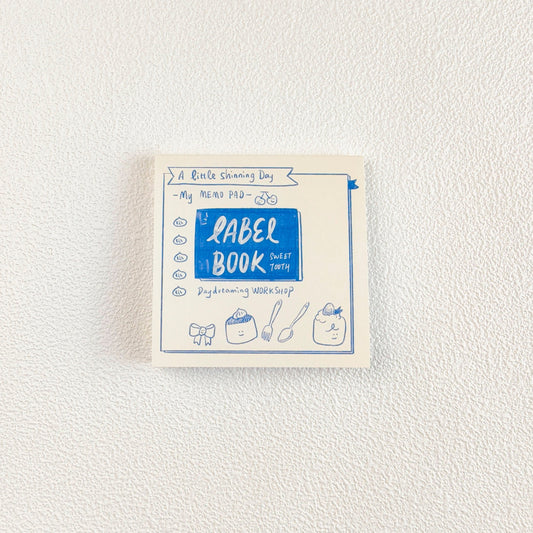 A little Shinning Day
-My MEMO PAD-
LABEL
BOOK SWEET
TOOTH
Daydreaming WORKSHOP